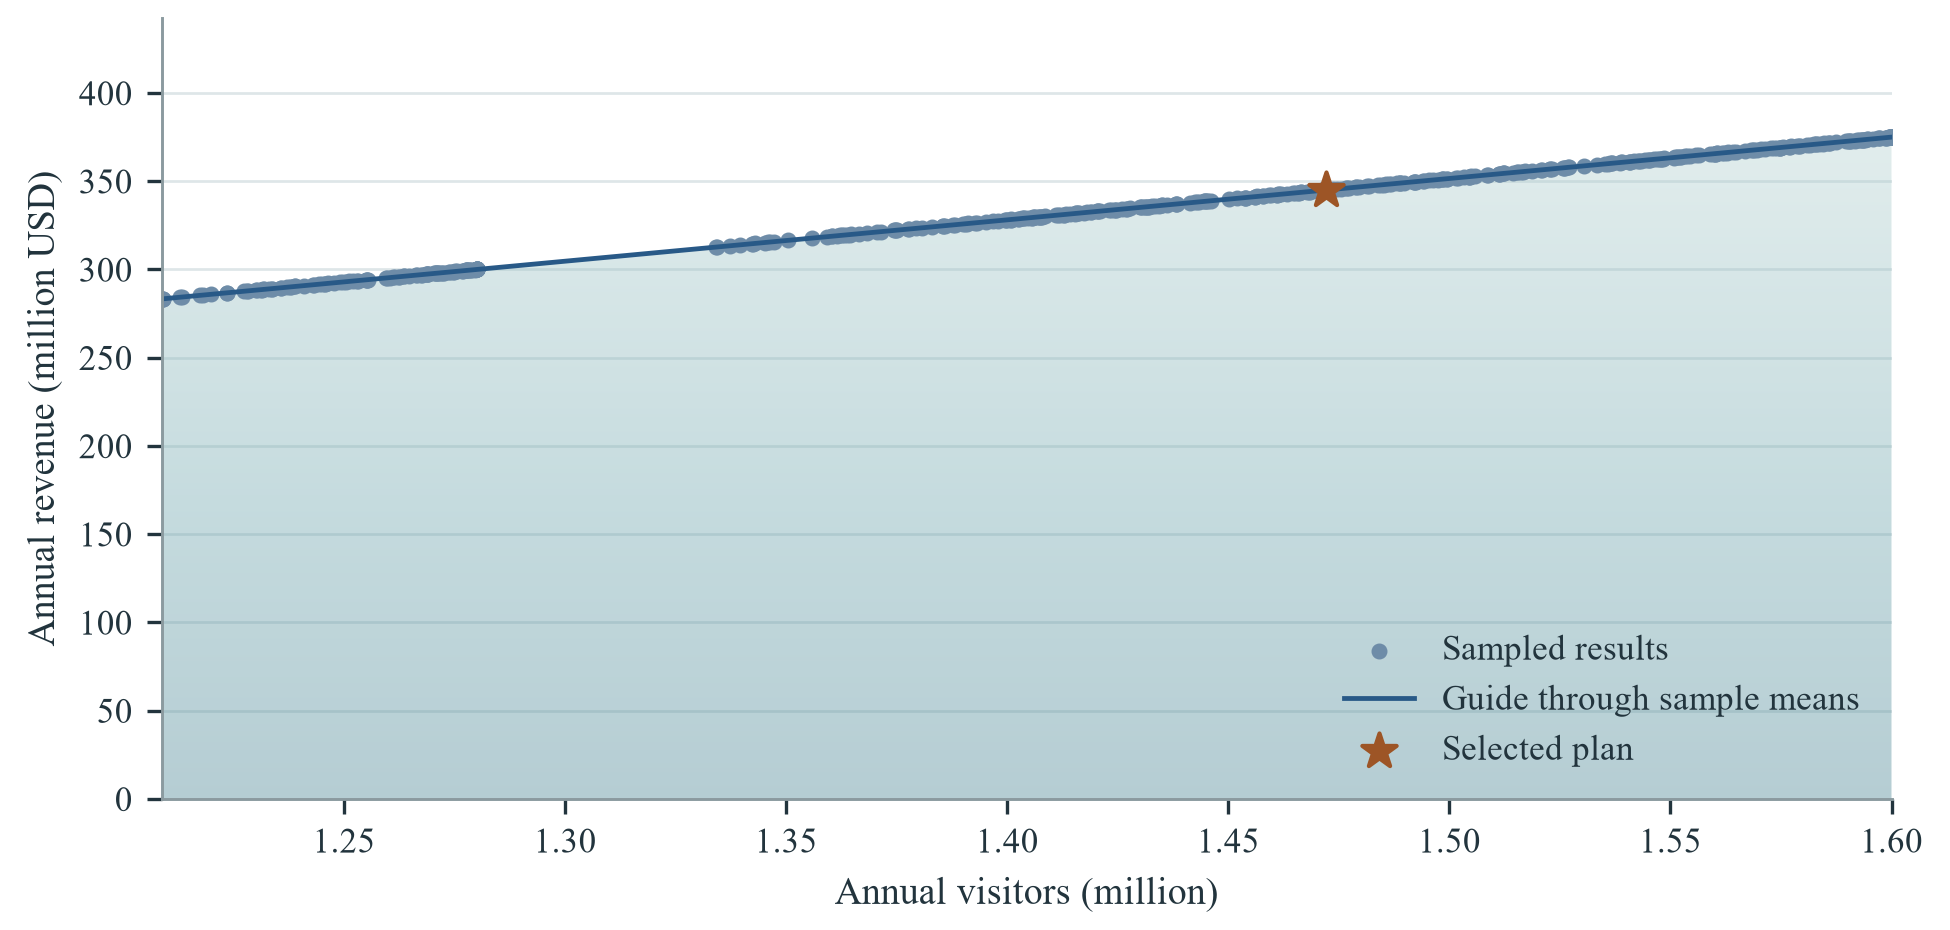 Annual revenue (million USD)
400
350
300
250
200
150
100
50
0
Sampled results
Guide through sample means
Selected plan
1.25 1.30 1.35 1.40 1.45 1.50 1.55 1.60
Annual visitors (million)